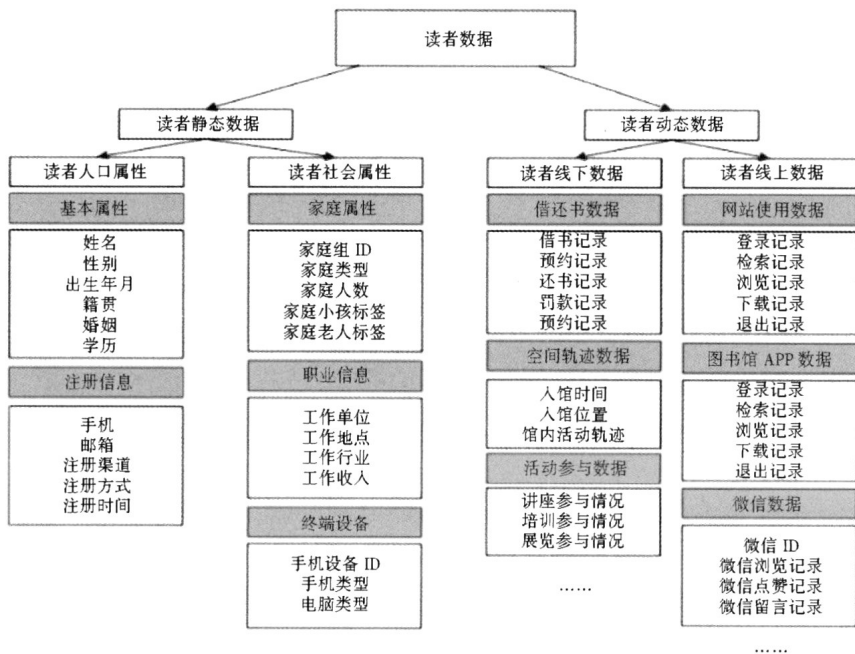 读者数据
读者静态数据
读者动态数据
读者人口属性
基本属性
姓名
性别
出生年月
籍贯
婚姻
学历
注册信息
手机
邮箱
注册渠道
注册方式
注册时间
读者社会属性
家庭属性
家庭组 ID
家庭类型
家庭人数
家庭小孩标签
家庭老人标签
职业信息
工作单位
工作地点
工作行业
工作收入
终端设备
手机设备 ID
手机类型
电脑类型
读者线下数据
借还书数据
借书记录
预约记录
还书记录
罚款记录
预约记录
空间轨迹数据
入馆时间
入馆位置
馆内活动轨迹
活动参与数据
讲座参与情况
培训参与情况
展览参与情况
……
读者线上数据
网站使用数据
登录记录
检索记录
浏览记录
下载记录
退出记录
图书馆 APP 数据
登录记录
检索记录
浏览记录
下载记录
退出记录
微信数据
微信 ID
微信浏览记录
微信点赞记录
微信留言记录
……